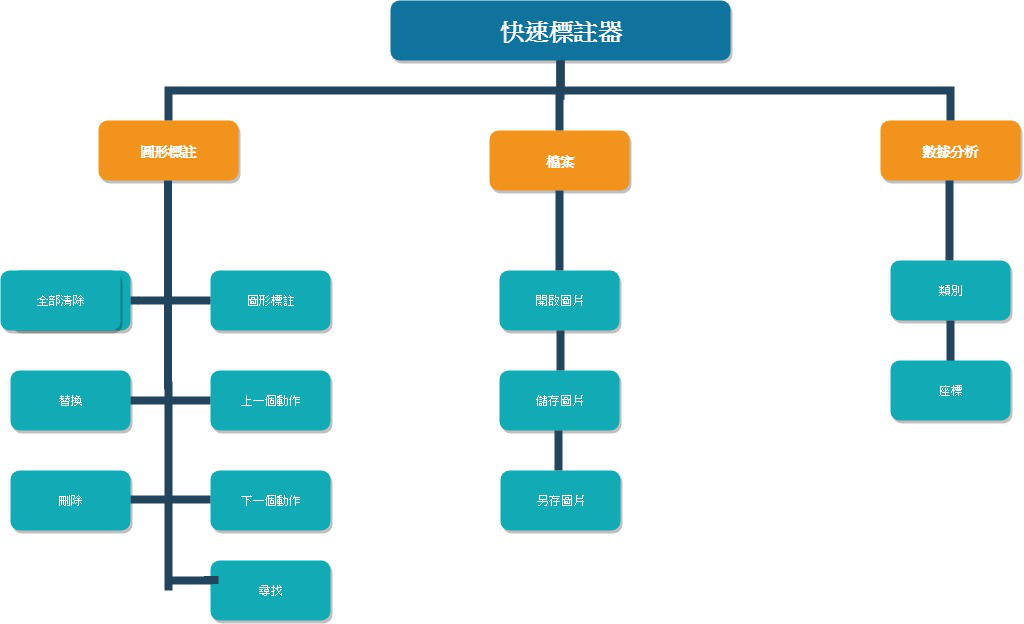 快速標註器
圖形標註
檔案
數據分析
全部清除
圖形標註
開啟圖片
類別
替換
上一個動作
儲存圖片
座標
刪除
下一個動作
另存圖片
尋找